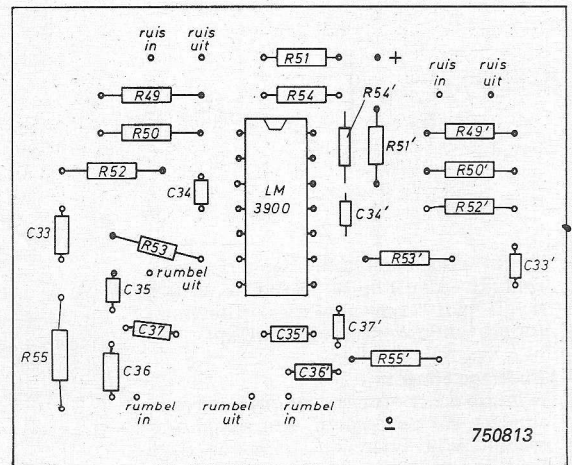 ruis in
ruis uit
R51
+
ruis in
ruis uit
R49
R54
R54'
R50
R51'
R49'
R52
C34
LM 3900
R50'
C34'
R52'
C33
R53
R53'
C33'
rumbel uit
C35
C37
C35'
C37'
R55
C36
C36'
R55'
rumbel in
rumbel uit
rumbel in
-
750813